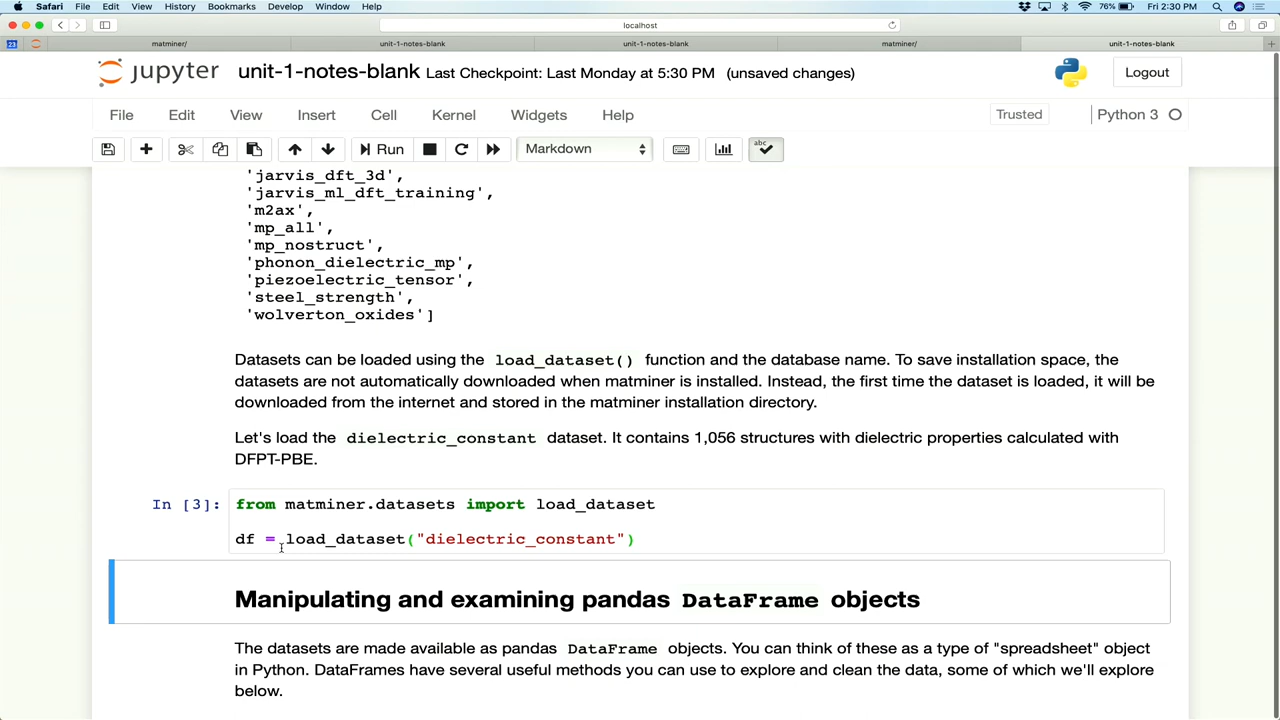 Safari File Edit View History Bookmarks Develop Window Help 76% Fri 2:30 PM
localhost
23 matminer/ unit-1-notes-blank unit-1-notes-blank matminer/ unit-1-notes-blank
jupyter unit-1-notes-blank Last Checkpoint: Last Monday at 5:30 PM (unsaved changes) Logout
File Edit View Insert Cell Kernel Widgets Help Trusted Python 3
Run Markdown abc
'jarvis_dft_3d',
'jarvis_ml_dft_training',
'm2ax',
'mp_all',
'mp_nostruct',
'phonon_dielectric_mp',
'piezoelectric_tensor',
'steel_strength',
'wolverton_oxides']
Datasets can be loaded using the load_dataset() function and the database name. To save installation space, the
datasets are not automatically downloaded when matminer is installed. Instead, the first time the dataset is loaded, it will be
downloaded from the internet and stored in the matminer installation directory.
Let's load the dielectric_constant dataset. It contains 1,056 structures with dielectric properties calculated with
DFPT-PBE.
In [3]: from matminer.datasets import load_dataset
df = load_dataset("dielectric_constant")
Manipulating and examining pandas DataFrame objects
The datasets are made available as pandas DataFrame objects. You can think of these as a type of "spreadsheet" object
in Python. DataFrames have several useful methods you can use to explore and clean the data, some of which we'll explore
below.